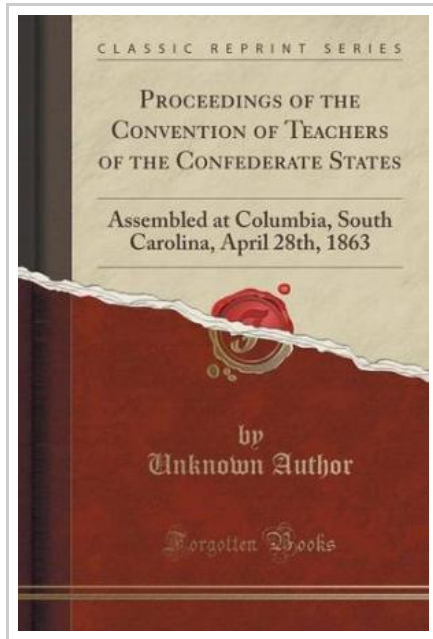 CLASSIC REPRINT SERIES
PROCEEDINGS OF THE
CONVENTION OF TEACHERS
OF THE CONFEDERATE STATES
Assembled at Columbia, South
Carolina, April 28th, 1863
by
Unknown Author
Forgotten Books